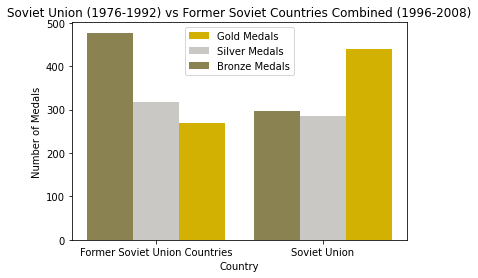 Soviet Union (1976-1992) vs Former Soviet Countries Combined (1996-2008)
Gold Medals
Silver Medals
Bronze Medals
Number of Medals
500
400
300
200
100
0
Former Soviet Union Countries
Soviet Union
Country